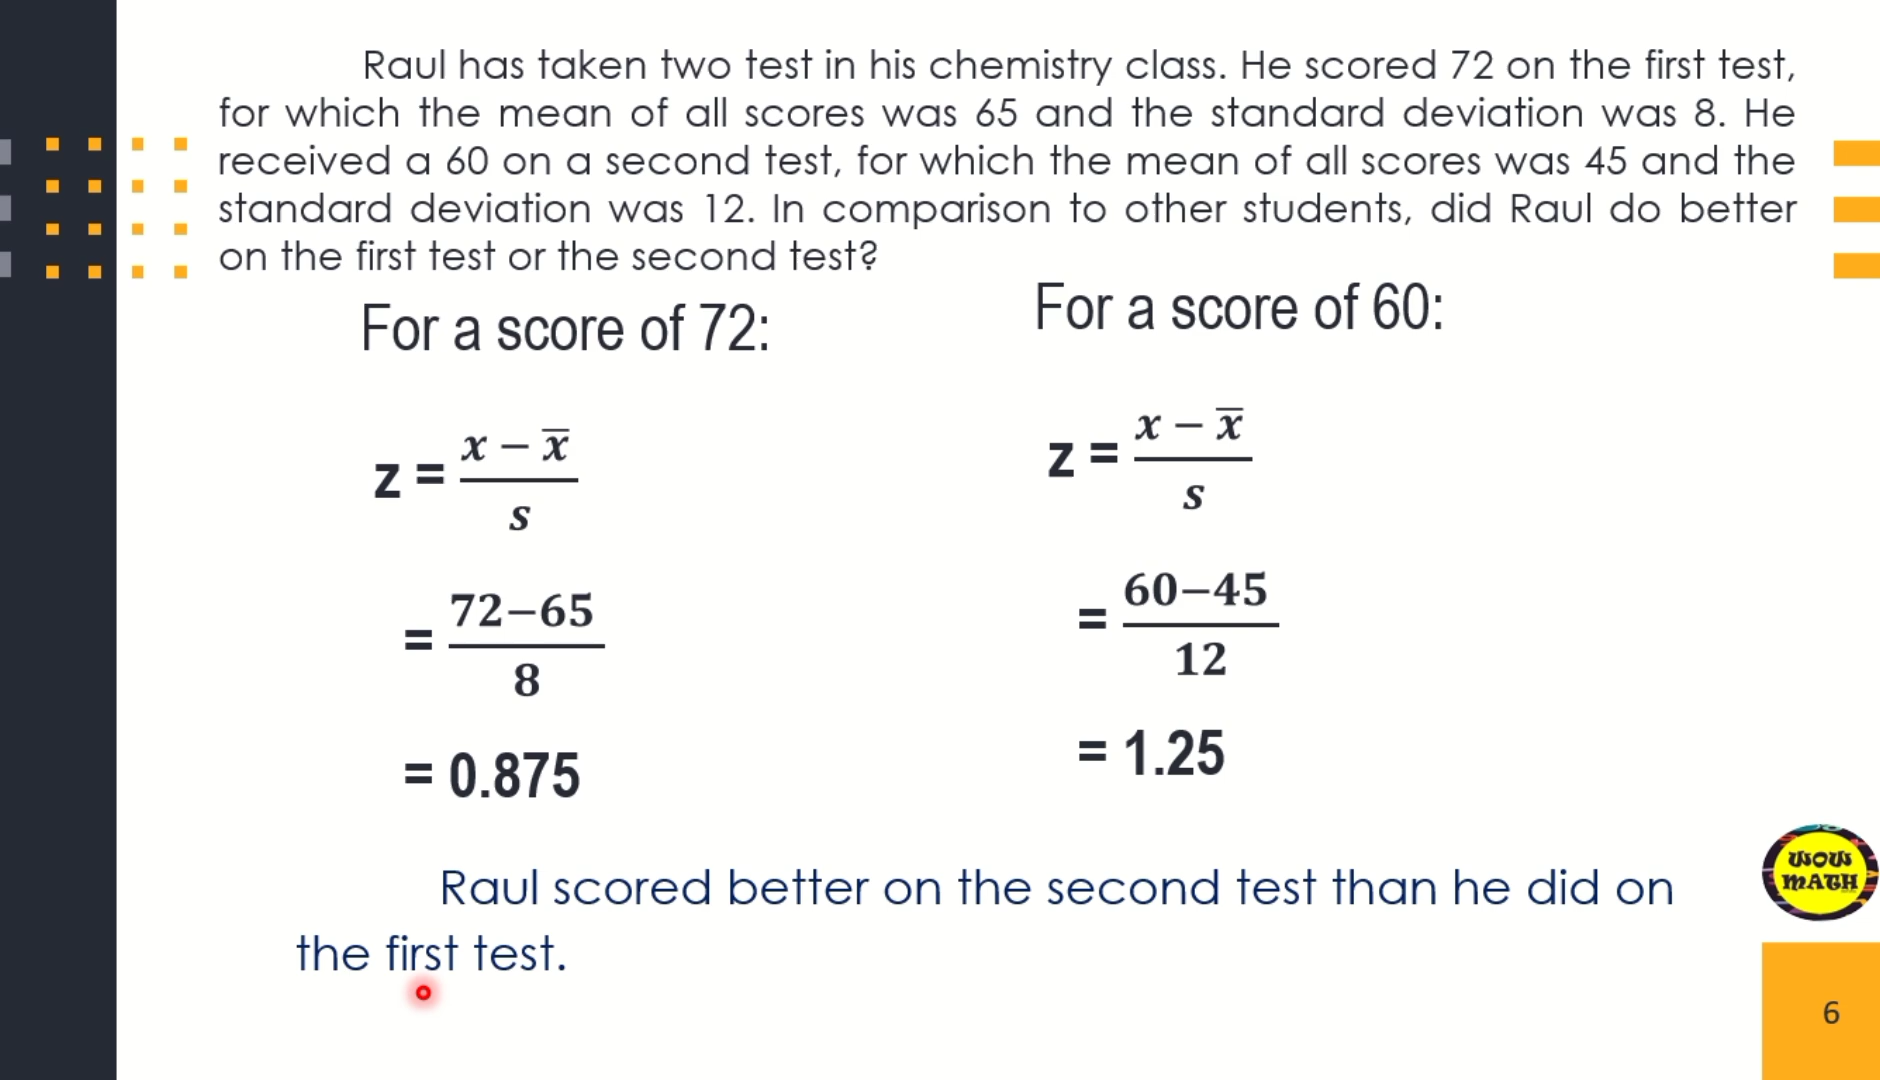 Raul has taken two test in his chemistry class. He scored 72 on the first test,
for which the mean of all scores was 65 and the standard deviation was 8. He
received a 60 on a second test, for which the mean of all scores was 45 and the
standard deviation was 12. In comparison to other students, did Raul do better
on the first test or the second test?
For a score of 72:
z = (x − x̅)/s
= (72−65)/8
= 0.875
For a score of 60:
z = (x − x̅)/s
= (60−45)/12
= 1.25
Raul scored better on the second test than he did on
the first test.
WOW
MATH
6